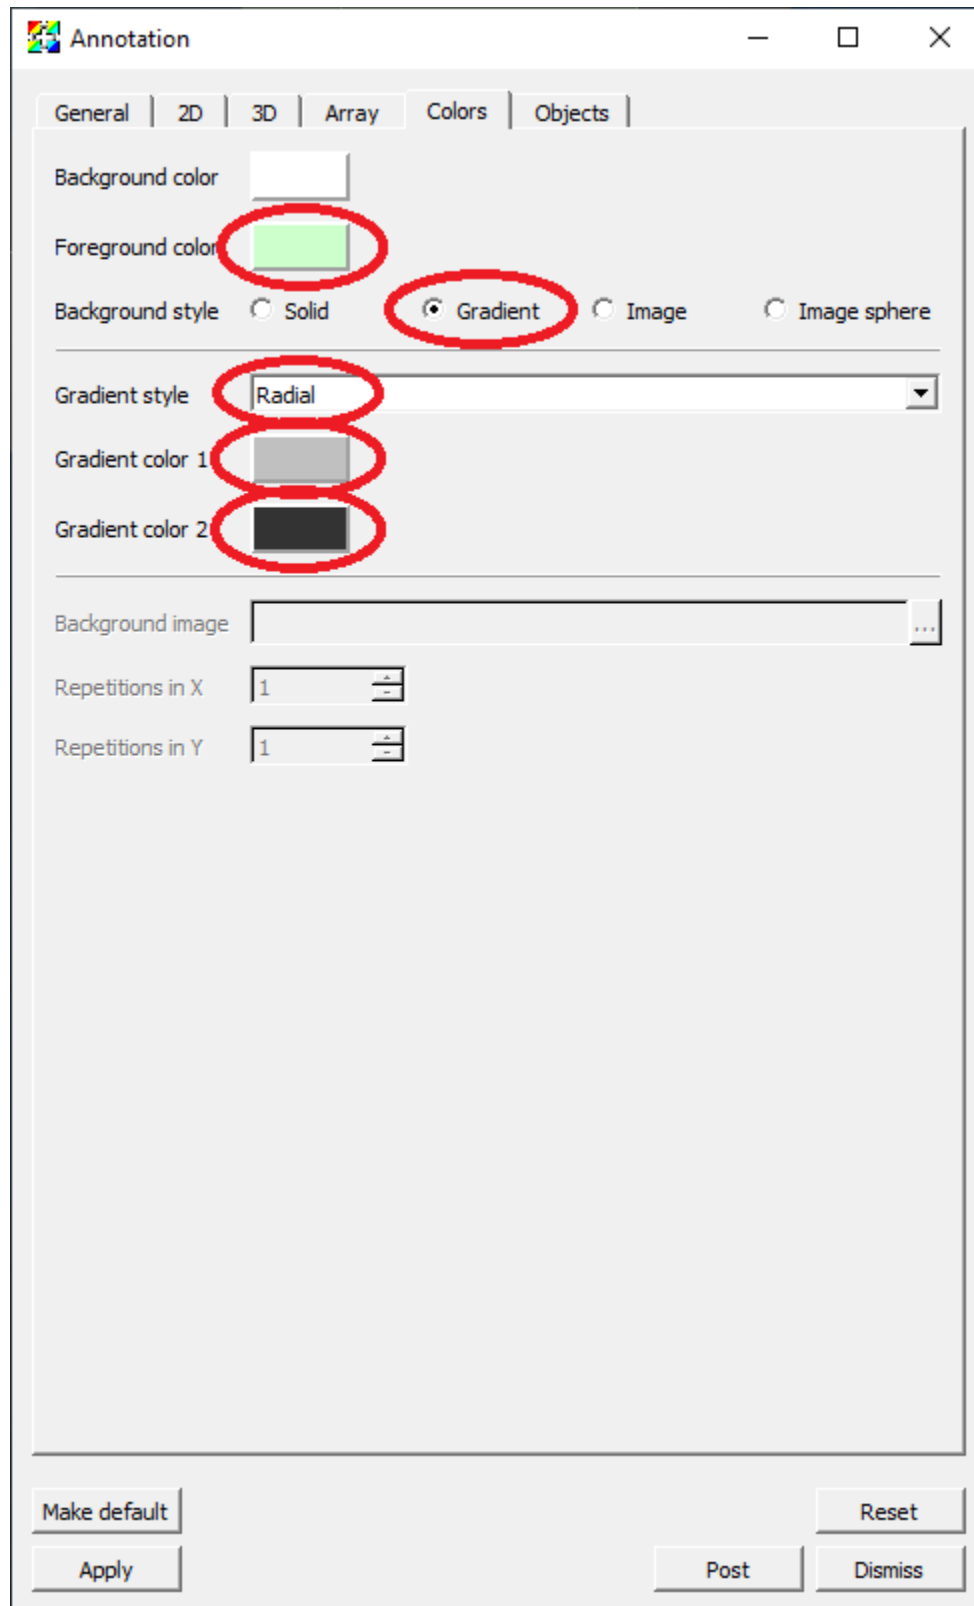 Annotation
General 2D 3D Array Colors Objects
Background color
Foreground color
Background style Solid Gradient Image Image sphere
Gradient style Radial
Gradient color 1
Gradient color 2
Background image ...
Repetitions in X 1
Repetitions in Y 1
Make default Reset
Apply Post Dismiss